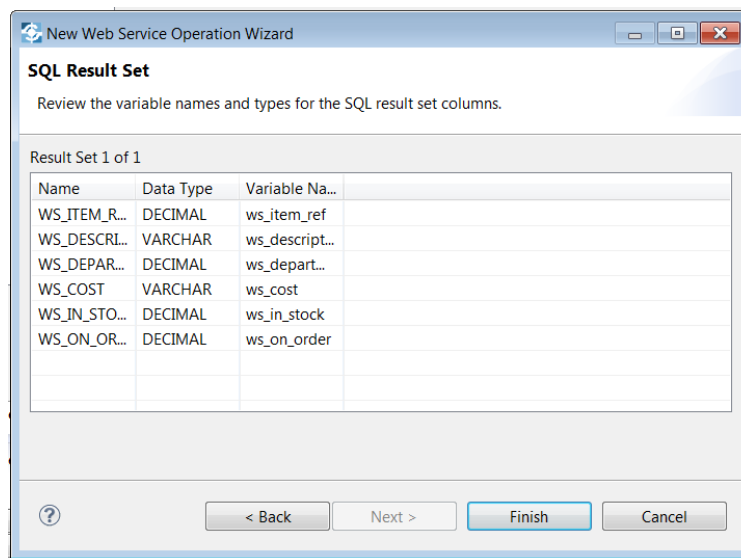 New Web Service Operation Wizard
SQL Result Set
Review the variable names and types for the SQL result set columns.
Result Set 1 of 1
Name Data Type Variable Na...
WS_ITEM_R... DECIMAL ws_item_ref
WS_DESCRI... VARCHAR ws_descript...
WS_DEPAR... DECIMAL ws_depart...
WS_COST VARCHAR ws_cost
WS_IN_STO... DECIMAL ws_in_stock
WS_ON_OR... DECIMAL ws_on_order
? < Back Next > Finish Cancel